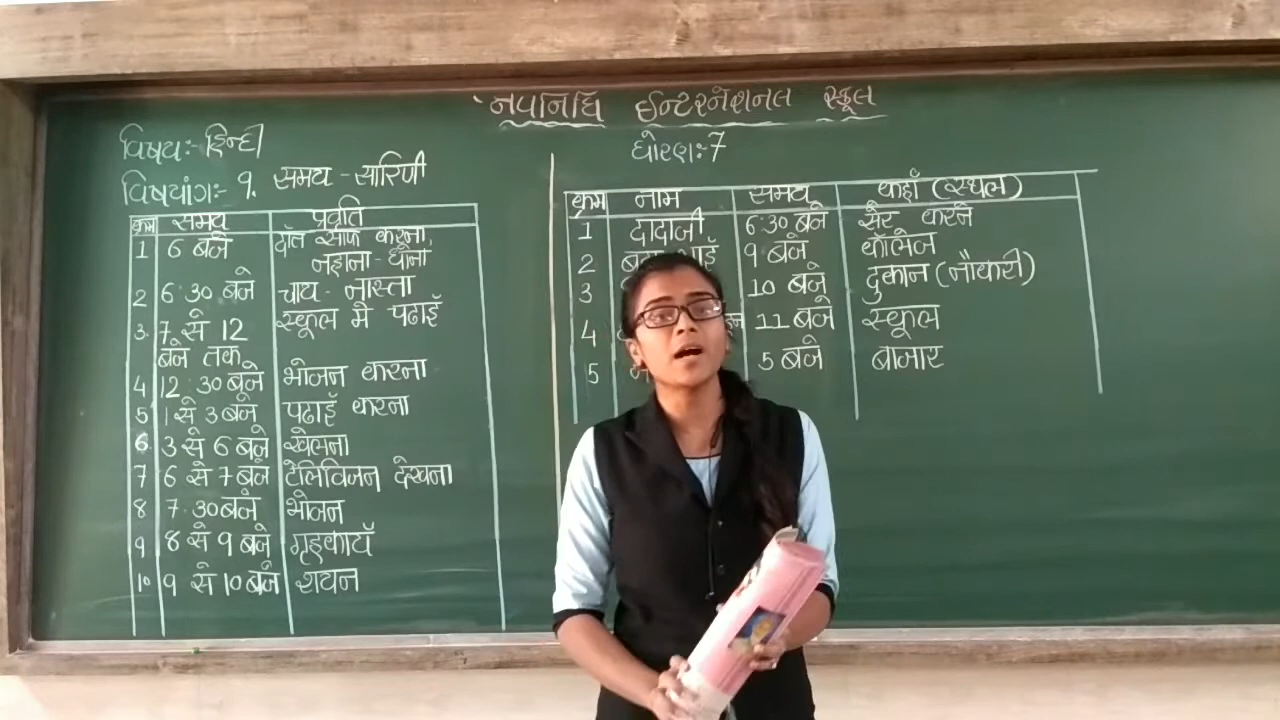 नवनिधि ईन्टरनेशनल स्कूल
विषय:- हिन्दी
धोरण:-7
विषयांग:- १. समय - सारिणी
क्रम समय प्रवृति
1 6 बजे दाँत साफ करना,
नहाना - धोना
2 6:30 बजे चाय - नास्ता
3 7 से 12 स्कूल मे पढाइॅ
बजे तक
4 12:30 बजे भोजन करना
5 1 से 3 बजे पढाइॅ करना
6 3 से 6 बजे खेलना
7 6 से 7 बजे टेलिविजन देखना
8 7:30 बजे भोजन
9 8 से 9 बजे गृहकायॅ
10 9 से 10 बजे शयन
क्रम नाम समय कहाँ (स्थल)
1 दादाजी 6:30 बजे सैर करने
2 9 बजे कॉलेज
3 10 बजे दुकान (नौकरी)
4 11 बजे स्कूल
5 5 बजे बाजार